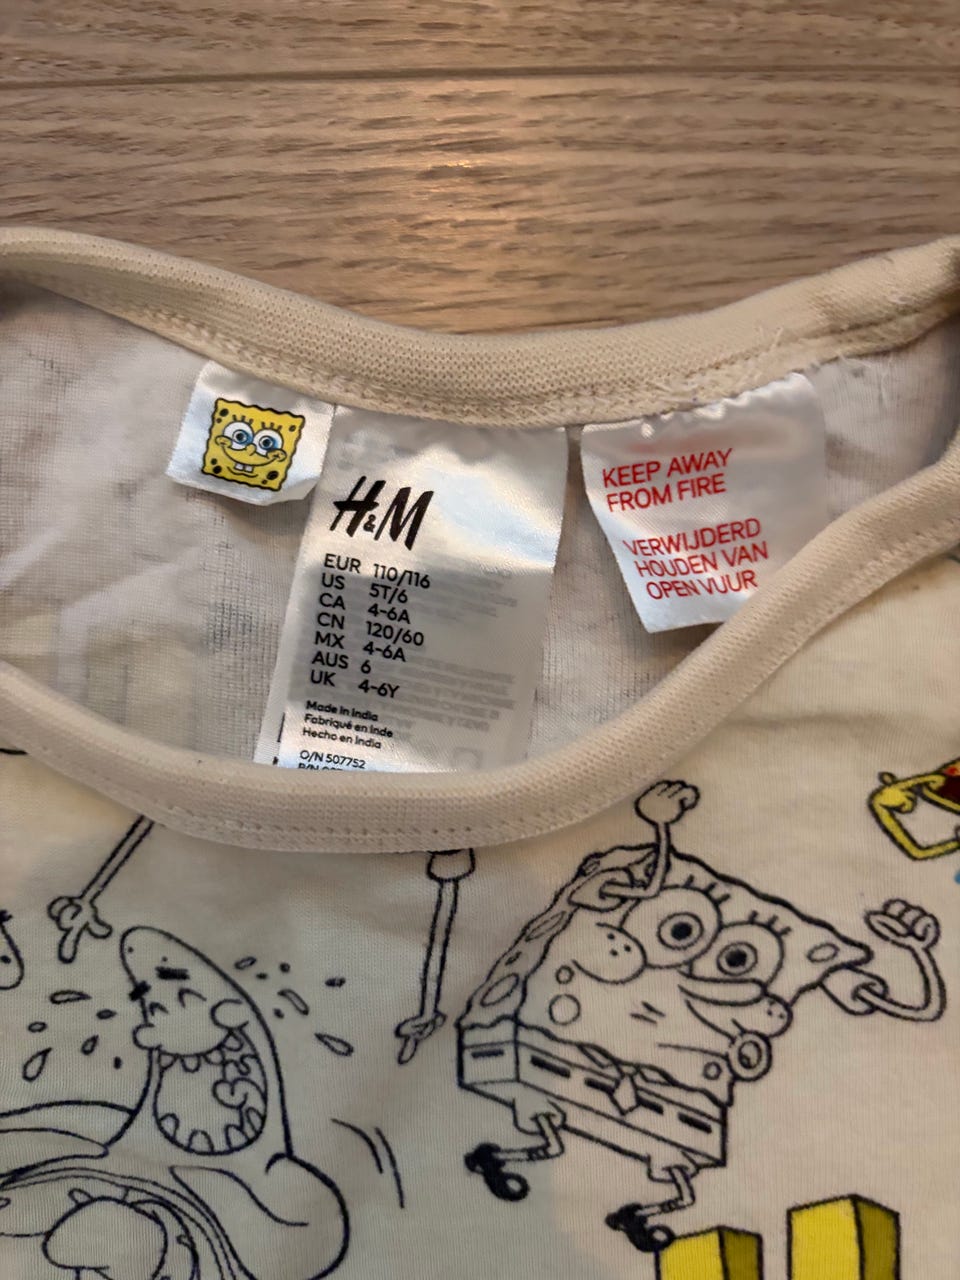 H&M
EUR 110/116
US 5T/6
CA 4-6A
CN 120/60
MX 4-6A
AUS 6
UK 4-6Y
Made in India
Fabriqué en Inde
Hecho en India
O/N 507752
KEEP AWAY
FROM FIRE
VERWIJDERD
HOUDEN VAN
OPEN VUUR